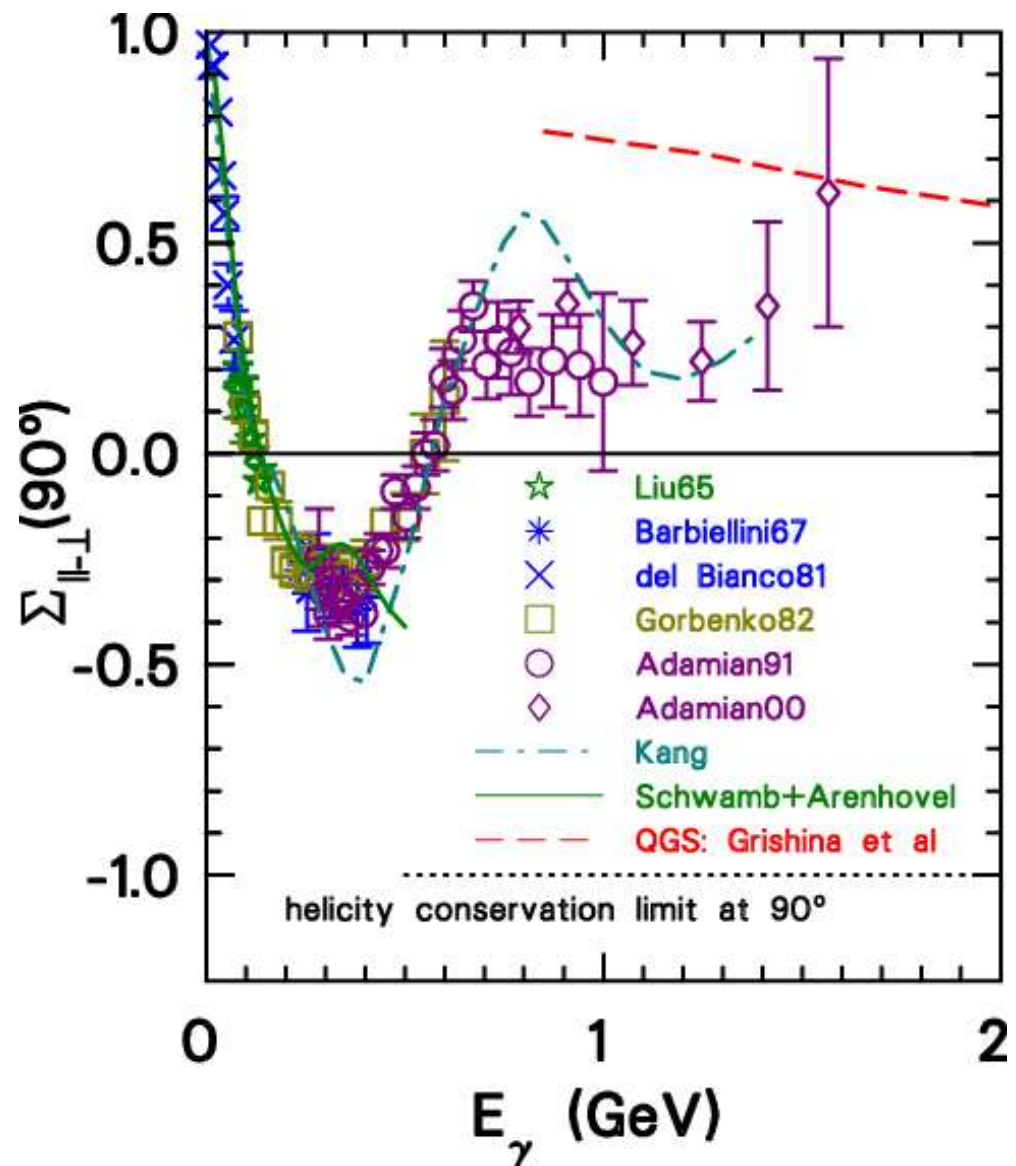 1.0
0.5
0.0
-0.5
-1.0
Σ⊥-||(90°)
Liu65
Barbiellini67
del Bianco81
Gorbenko82
Adamian91
Adamian00
Kang
Schwamb+Arenhovel
QGS: Grishina et al
helicity conservation limit at 90°
0 1 2
Eγ (GeV)